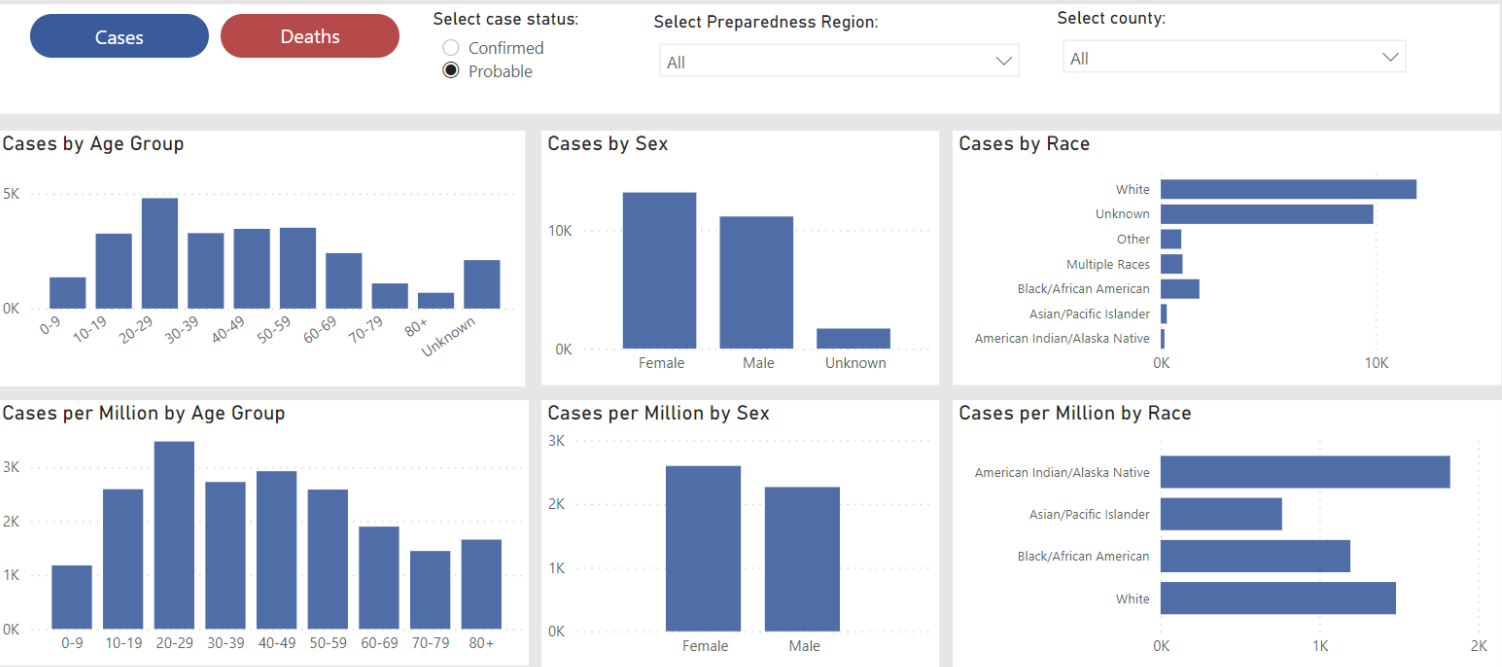 Cases
Deaths
Select case status:
Confirmed
Probable
Select Preparedness Region:
All
Select county:
All
Cases by Age Group
5K
0K
0-9
10-19
20-29
30-39
40-49
50-59
60-69
70-79
80+
Unknown
Cases by Sex
10K
0K
Female
Male
Unknown
Cases by Race
White
Unknown
Other
Multiple Races
Black/African American
Asian/Pacific Islander
American Indian/Alaska Native
0K
10K
Cases per Million by Age Group
3K
2K
1K
0K
0-9
10-19
20-29
30-39
40-49
50-59
60-69
70-79
80+
Cases per Million by Sex
3K
2K
1K
0K
Female
Male
Cases per Million by Race
American Indian/Alaska Native
Asian/Pacific Islander
Black/African American
White
0K
1K
2K